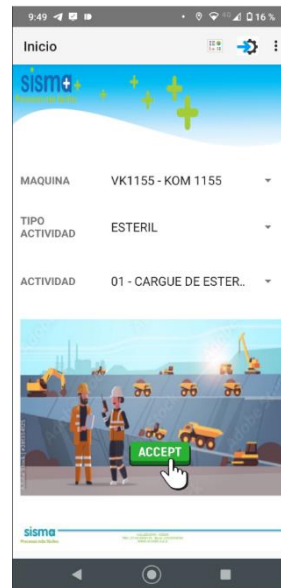 9:49
16 %
Inicio
sisma
MAQUINA
VK1155 - KOM 1155
TIPO
ACTIVIDAD
ESTERIL
ACTIVIDAD
01 - CARGUE DE ESTER..
ACCEPT
sisma